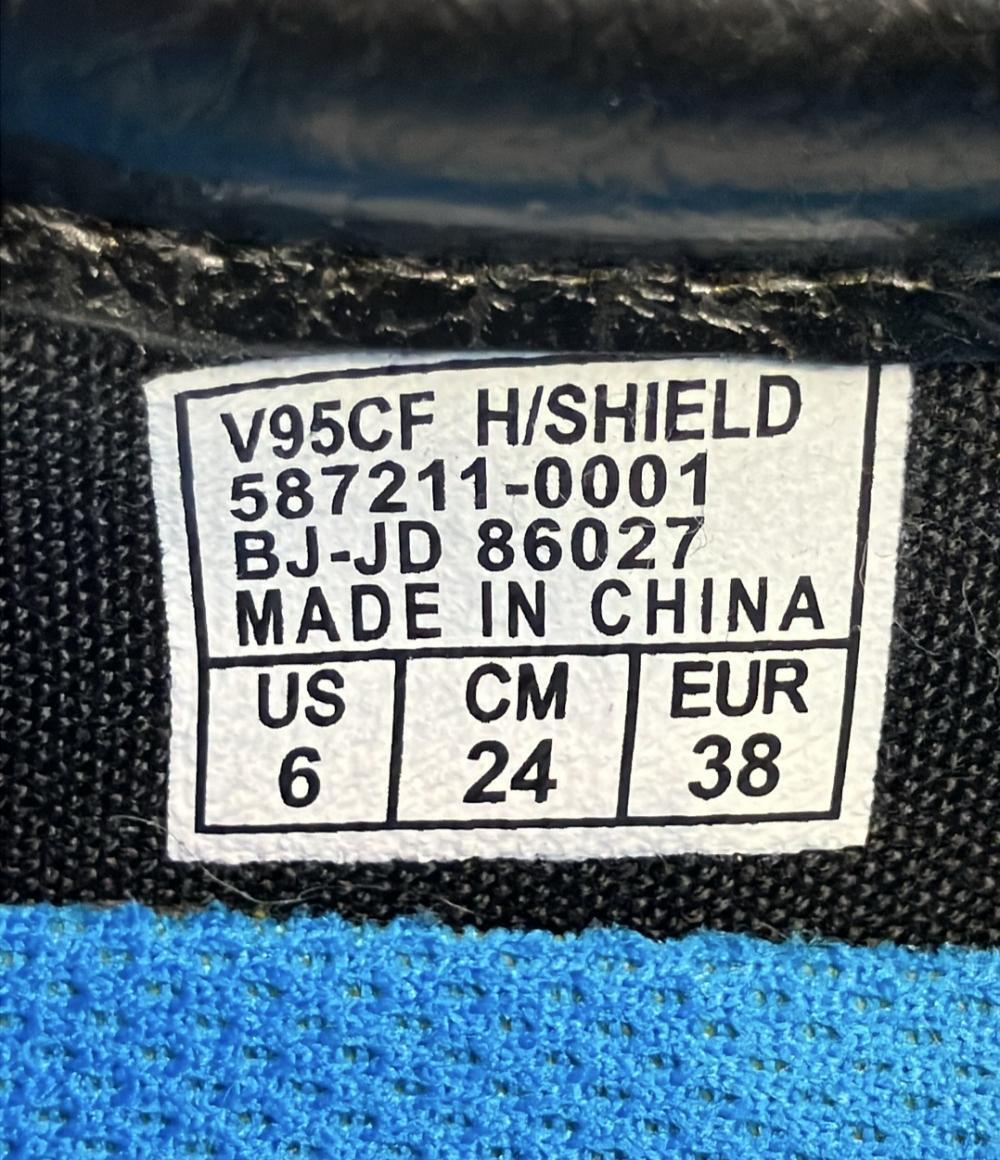 V95CF H/SHIELD
587211-0001
BJ-JD 86027
MADE IN CHINA
US CM EUR
6 24 38